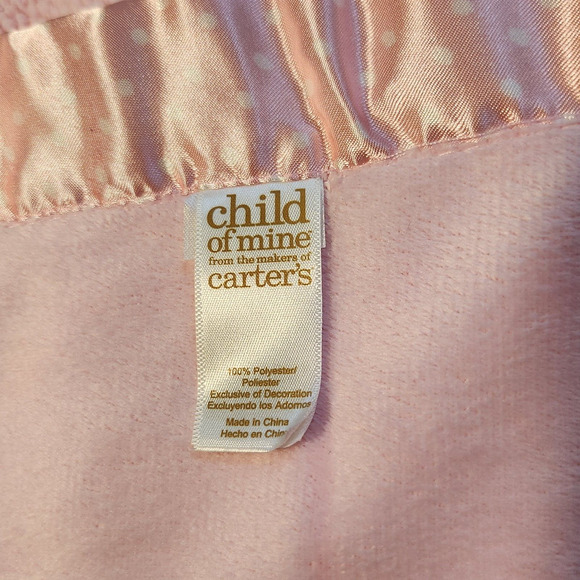 child
of mine™
from the makers of
carter's
100% Polyester/
Poliester
Exclusive of Decoration
Excluyendo los Adornos
Made in China
Hecho en China